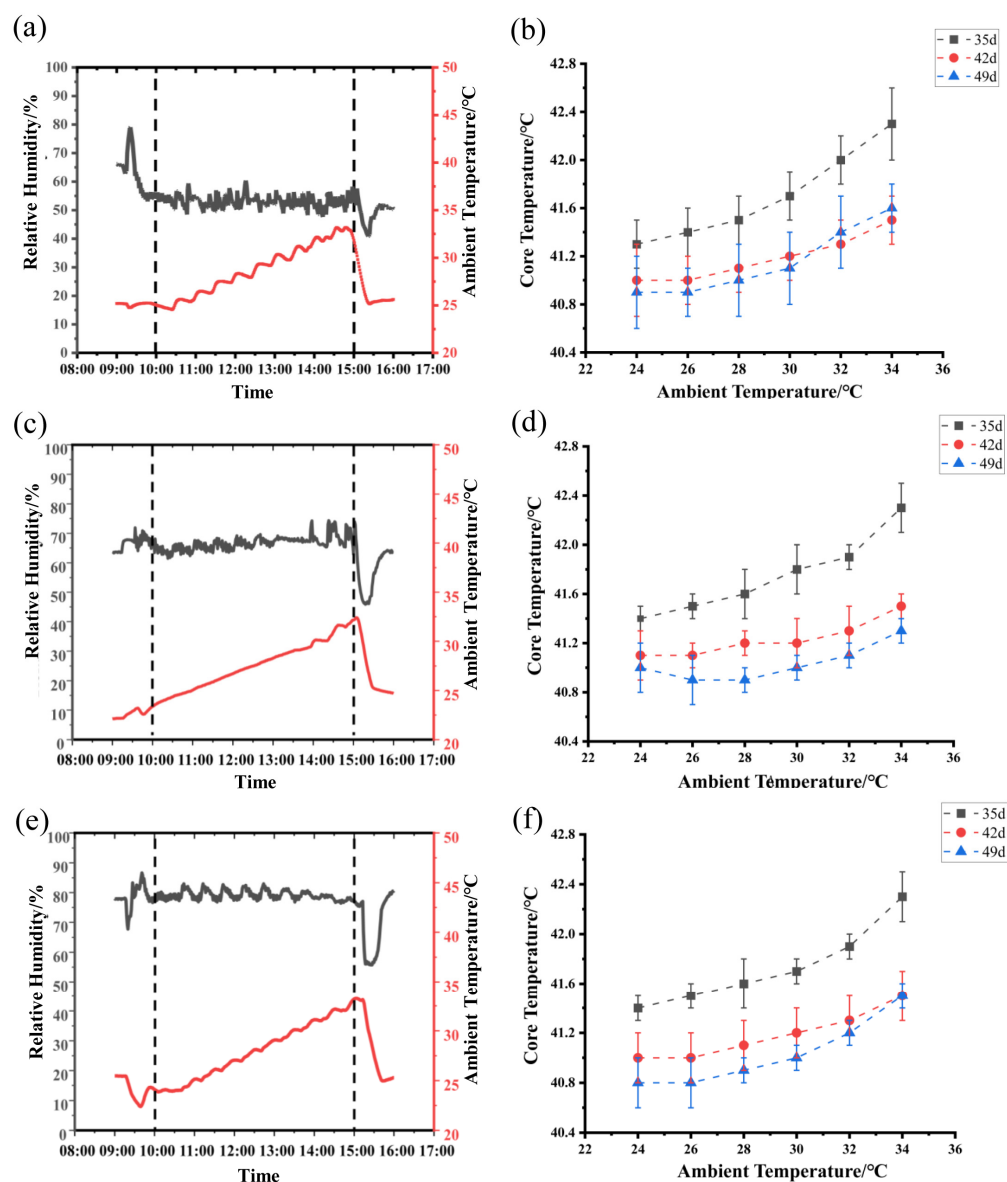 (a)
100
90
80
70
60
50
40
30
20
10
0
Relative Humidity/%
50
45
40
35
30
25
20
Ambient Temperature/°C
08:00 09:00 10:00 11:00 12:00 13:00 14:00 15:00 16:00 17:00
Time
(b)
35d
42d
49d
42.8
42.4
42.0
41.6
41.2
40.8
40.4
Core Temperature/°C
22 24 26 28 30 32 34 36
Ambient Temperature/°C
(c)
100
90
80
70
60
50
40
30
20
10
0
Relative Humidity/%
50
45
40
35
30
25
20
Ambient Temperature/°C
08:00 09:00 10:00 11:00 12:00 13:00 14:00 15:00 16:00 17:00
Time
(d)
35d
42d
49d
42.8
42.4
42.0
41.6
41.2
40.8
40.4
Core Temperature/°C
22 24 26 28 30 32 34 36
Ambient Temperature/°C
(e)
100
90
80
70
60
50
40
30
20
10
0
Relative Humidity/%
50
45
40
35
30
25
20
Ambient Temperature/°C
08:00 09:00 10:00 11:00 12:00 13:00 14:00 15:00 16:00 17:00
Time
(f)
35d
42d
49d
42.8
42.4
42.0
41.6
41.2
40.8
40.4
Core Temperature/°C
22 24 26 28 30 32 34 36
Ambient Temperature/°C